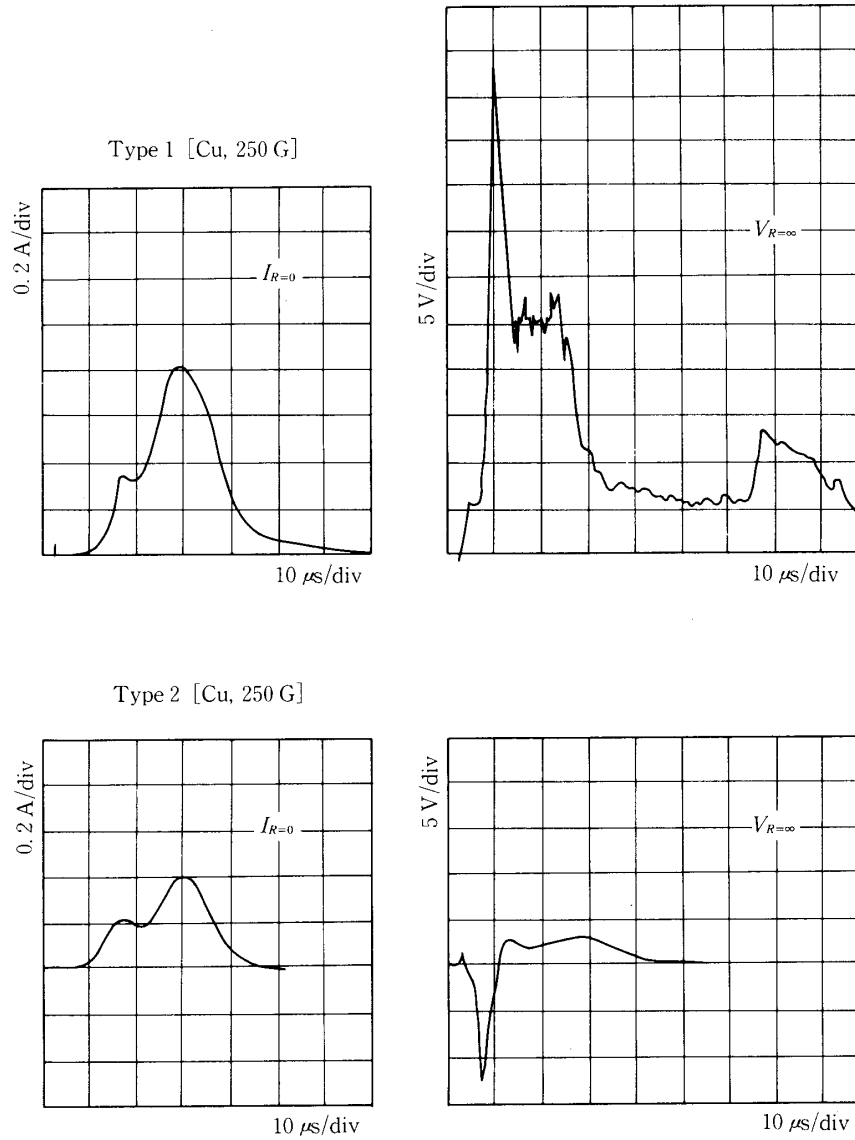 Type 1 [Cu, 250 G]
0.2 A/div
I_{R=0}
10 μs/div
5 V/div
V_{R=∞}
10 μs/div
Type 2 [Cu, 250 G]
0.2 A/div
I_{R=0}
10 μs/div
5 V/div
V_{R=∞}
10 μs/div